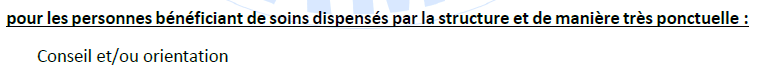 pour les personnes bénéficiant de soins dispensés par la structure et de manière très ponctuelle :
Conseil et/ou orientation